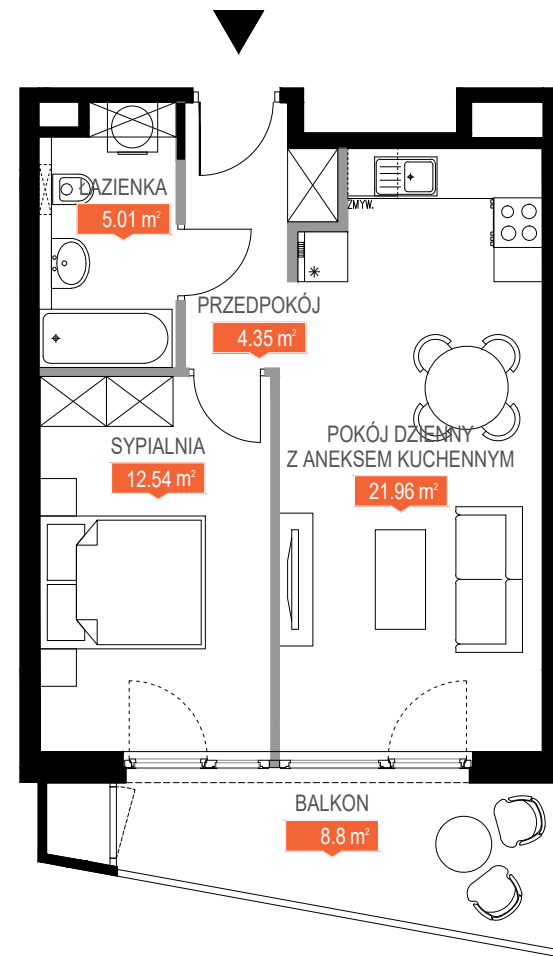 ŁAZIENKA
5.01 m²
ZMYW.
PRZEDPOKÓJ
4.35 m²
SYPIALNIA
12.54 m²
POKÓJ DZIENNY
Z ANEKSEM KUCHENNYM
21.96 m²
BALKON
8.8 m²